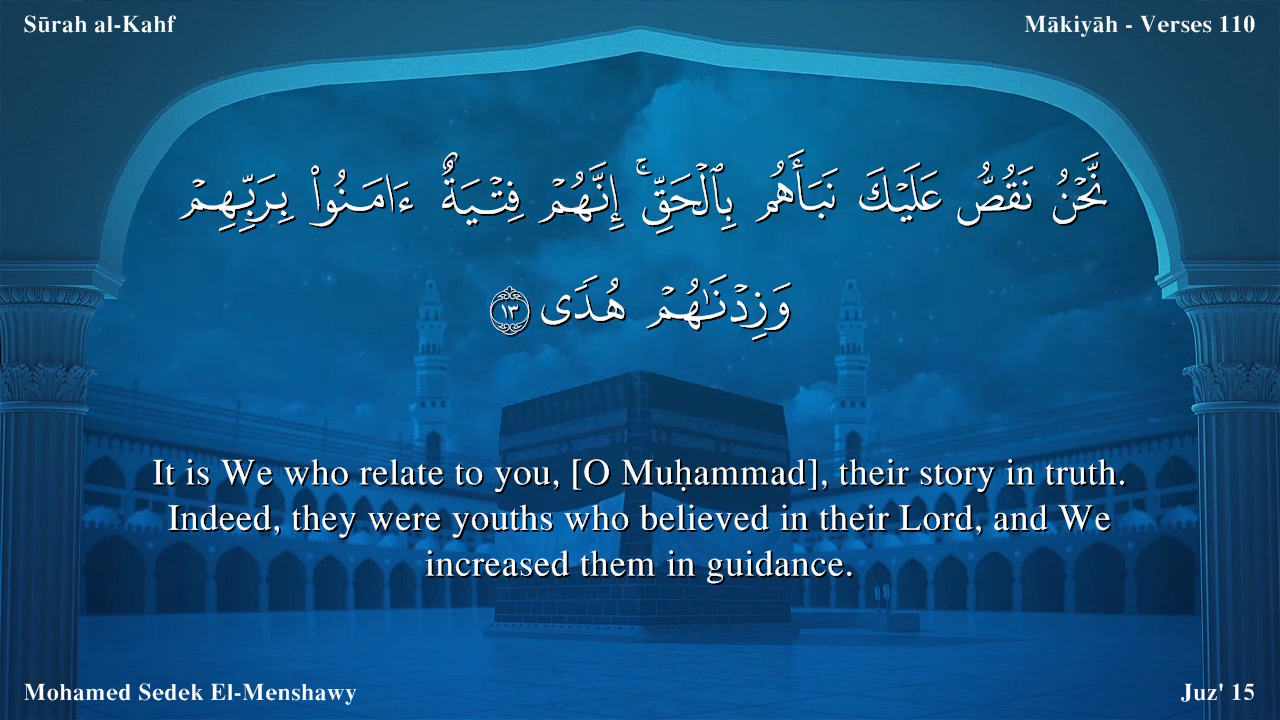 Sūrah al-Kahf
Mākiyāh - Verses 110
نَّحْنُ نَقُصُّ عَلَيْكَ نَبَأَهُم بِٱلْحَقِّ ۚ إِنَّهُمْ فِتْيَةٌ ءَامَنُوا۟ بِرَبِّهِمْ
وَزِدْنَـٰهُمْ هُدًى ١٣
It is We who relate to you, [O Muḥammad], their story in truth.
Indeed, they were youths who believed in their Lord, and We
increased them in guidance.
Mohamed Sedek El-Menshawy
Juz' 15